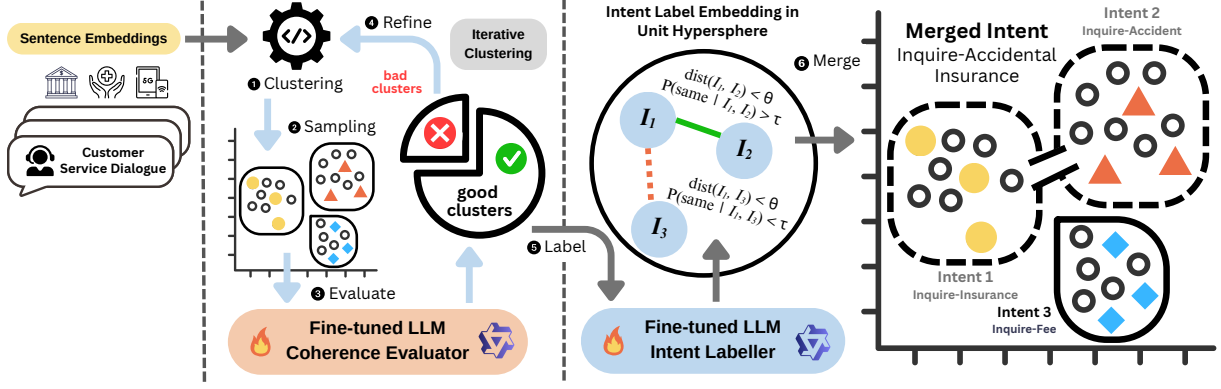 Sentence Embeddings
δG
Customer
Service Dialogue
</>
❹ Refine
Iterative
Clustering
❶ Clustering
bad
clusters
❷ Sampling
good
clusters
❸ Evaluate
Fine-tuned LLM
Coherence Evaluator
❺ Label
Intent Label Embedding in
Unit Hypersphere
dist(I₁, I₂) < θ
P(same | I₁, I₂) > τ
I₁
I₂
dist(I₁, I₃) < θ
P(same | I₁, I₃) < τ
I₃
Fine-tuned LLM
Intent Labeller
❻ Merge
Merged Intent
Inquire-Accidental
Insurance
Intent 2
Inquire-Accident
Intent 1
Inquire-Insurance
Intent 3
Inquire-Fee